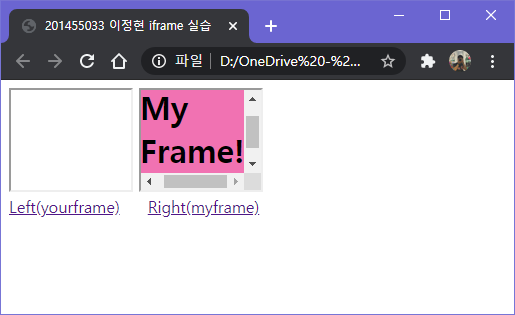 201455033 이정현 iframe 실습
파일 D:/OneDrive%20-%2...
My
Frame!
Left(yourframe) Right(myframe)